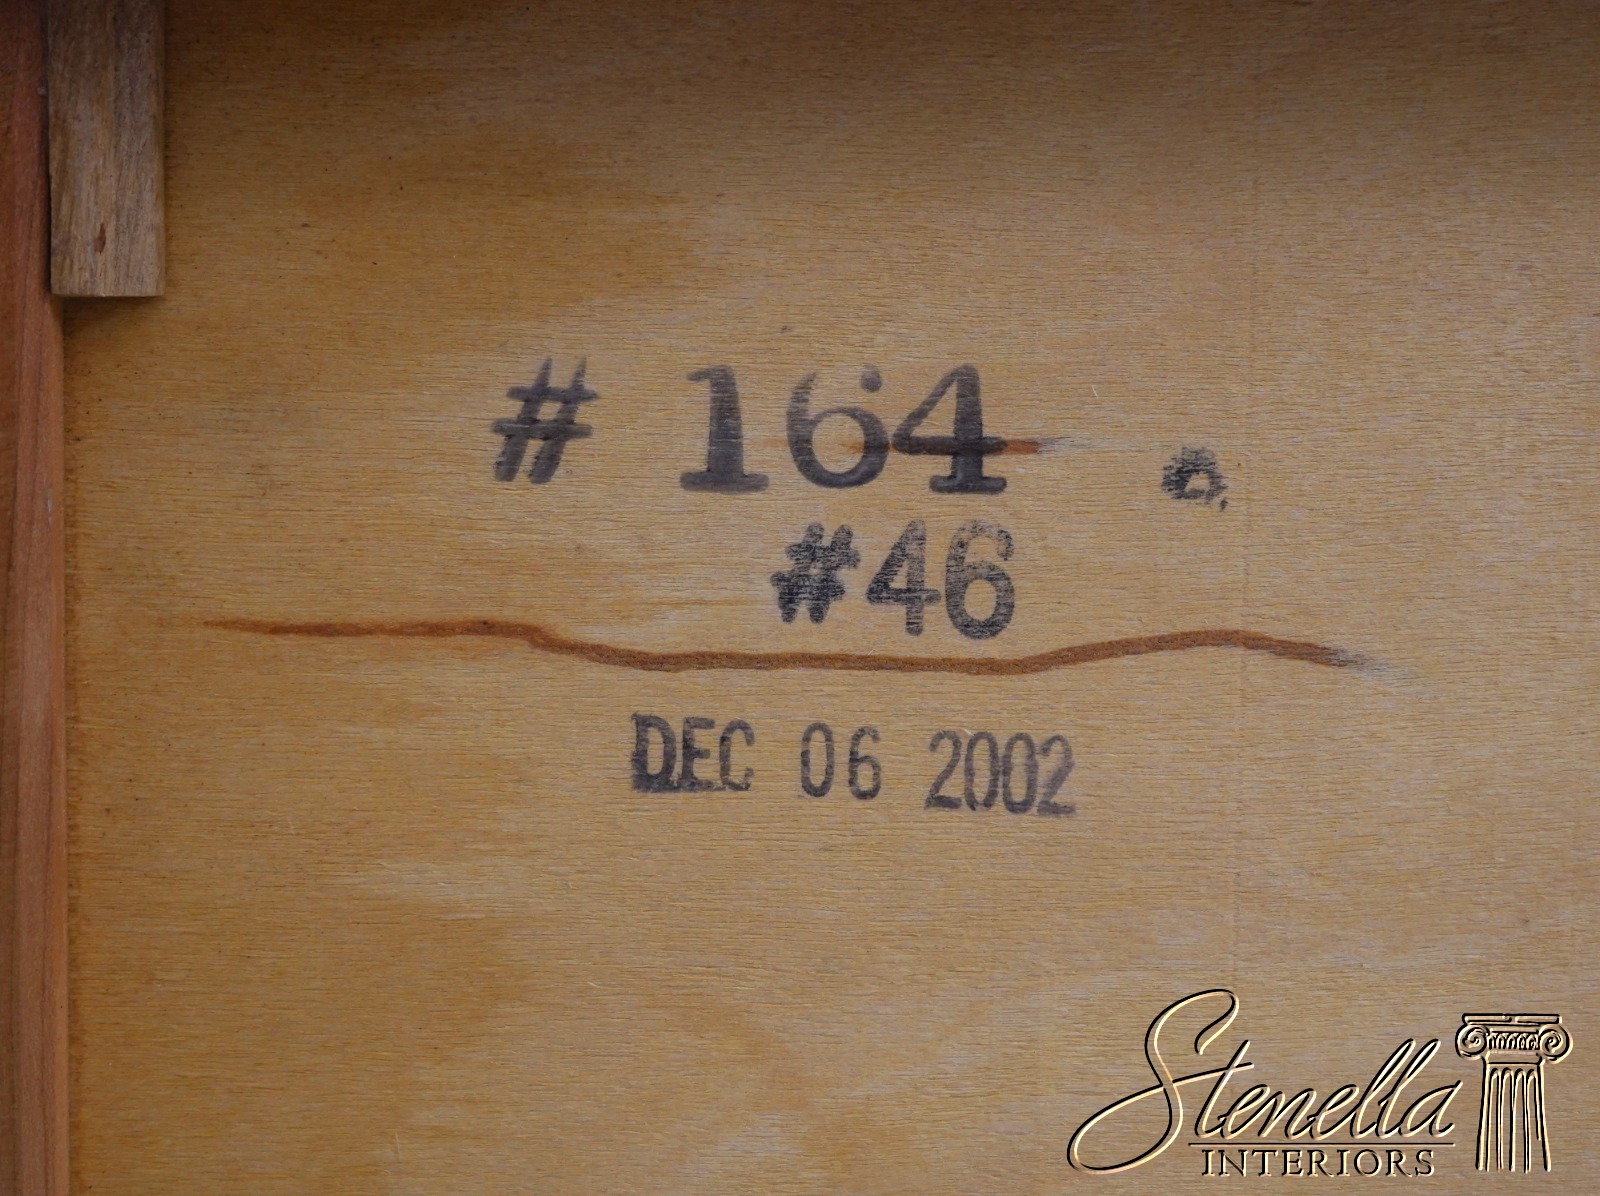 # 164
#46
DEC 06 2002
Stenella
INTERIORS